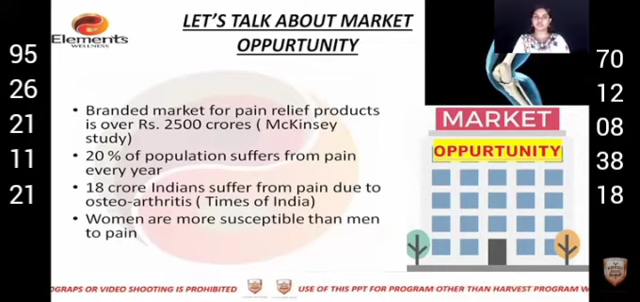 LET'S TALK ABOUT MARKET
OPPURTUNITY
Elements
WELLNESS
95
26
21
11
21
70
12
08
38
18
• Branded market for pain relief products
is over Rs. 2500 crores ( McKinsey
study)
• 20 % of population suffers from pain
every year
• 18 crore Indians suffer from pain due to
osteo-arthritis ( Times of India)
• Women are more susceptible than men
to pain
MARKET
OPPURTUNITY
OGRAPS OR VIDEO SHOOTING IS PROHIBITED
USE OF THIS PPT FOR PROGRAM OTHER THAN HARVEST PROGRAM W